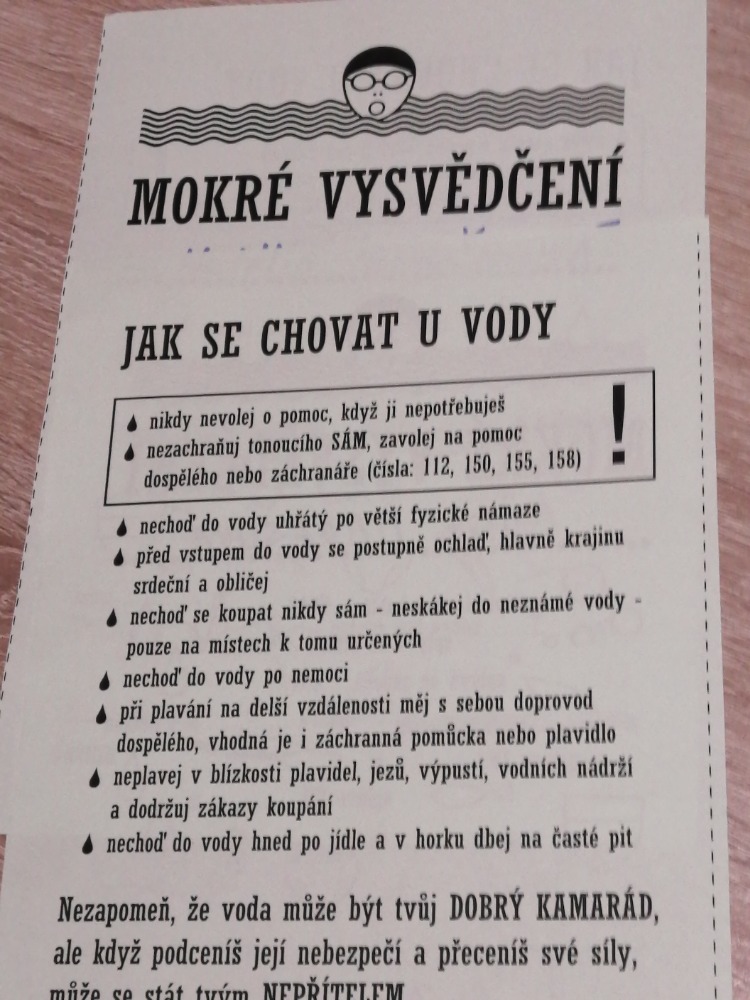 MOKRÉ VYSVĚDČENÍ
JAK SE CHOVAT U VODY
nikdy nevolej o pomoc, když ji nepotřebuješ
nezachraňuj tonoucího SÁM, zavolej na pomoc
dospělého nebo záchranáře (čísla: 112, 150, 155, 158)
!
nechoď do vody uhřátý po větší fyzické námaze
před vstupem do vody se postupně ochlaď, hlavně krajinu
srdeční a obličej
nechoď se koupat nikdy sám - neskákej do neznámé vody -
pouze na místech k tomu určených
nechoď do vody po nemoci
při plavání na delší vzdálenosti měj s sebou doprovod
dospělého, vhodná je i záchranná pomůcka nebo plavidlo
neplavej v blízkosti plavidel, jezů, výpustí, vodních nádrží
a dodržuj zákazy koupání
nechoď do vody hned po jídle a v horku dbej na časté pit
Nezapomeň, že voda může být tvůj DOBRÝ KAMARÁD,
ale když podceníš její nebezpečí a přeceníš své síly,
může se stát tvým NEPŘÍTELEM